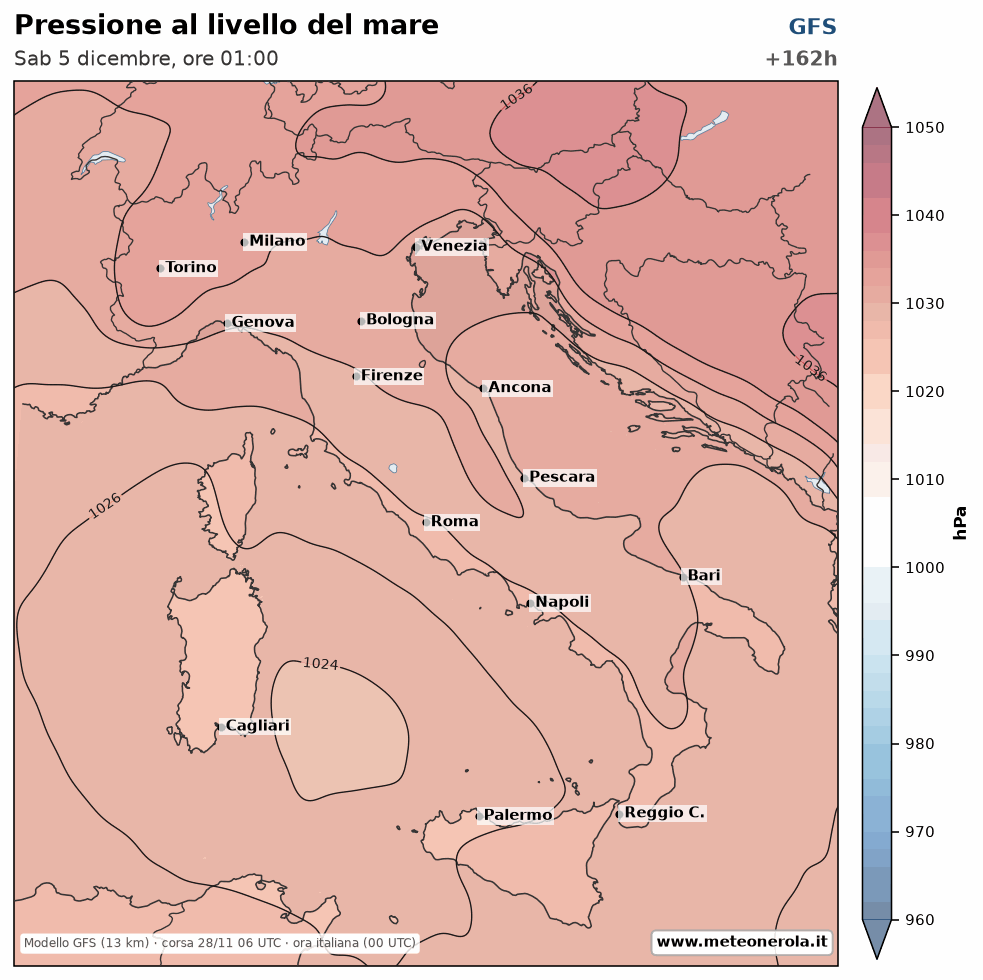 Pressione al livello del mare
GFS
Sab 5 dicembre, ore 01:00
+162h
1036
1050
Milano
Venezia
1040
Torino
Genova
Bologna
1030
1036
Firenze
Ancona
1020
Pescara
1010
1026
Roma
hPa
Bari
1000
Napoli
1024
990
Cagliari
980
Palermo
Reggio C.
970
960
Modello GFS (13 km) · corsa 28/11 06 UTC · ora italiana (00 UTC)
www.meteonerola.it